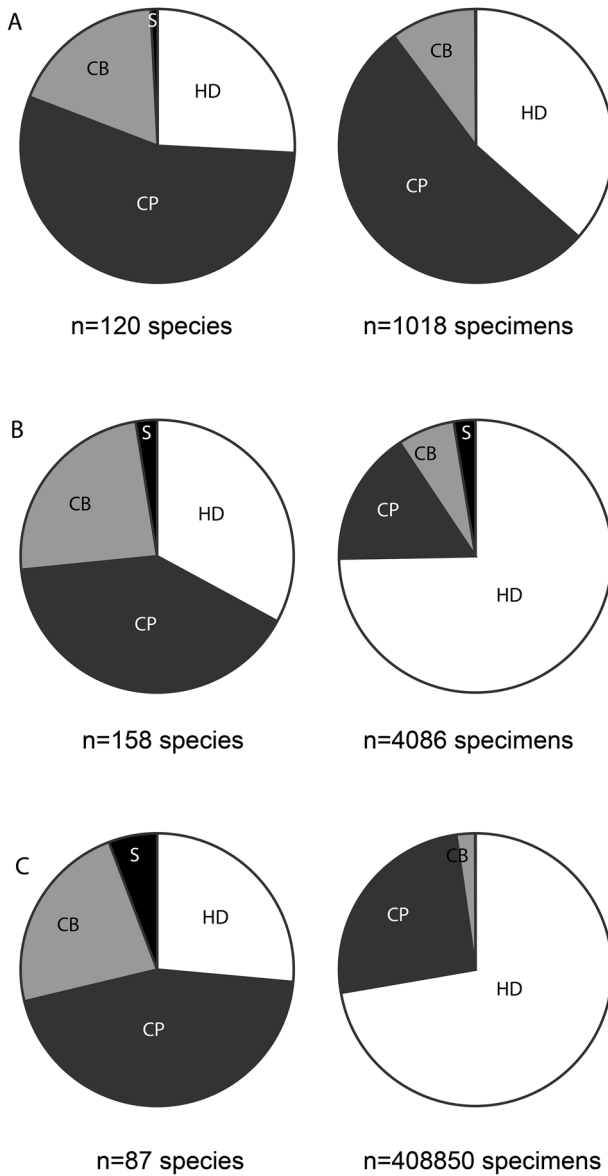 A
S
CB
HD
CP
CB
HD
CP
n=120 species
n=1018 specimens
B
S
CB
HD
CP
S
CB
CP
HD
n=158 species
n=4086 specimens
C
S
CB
HD
CP
CB
CP
HD
n=87 species
n=408850 specimens